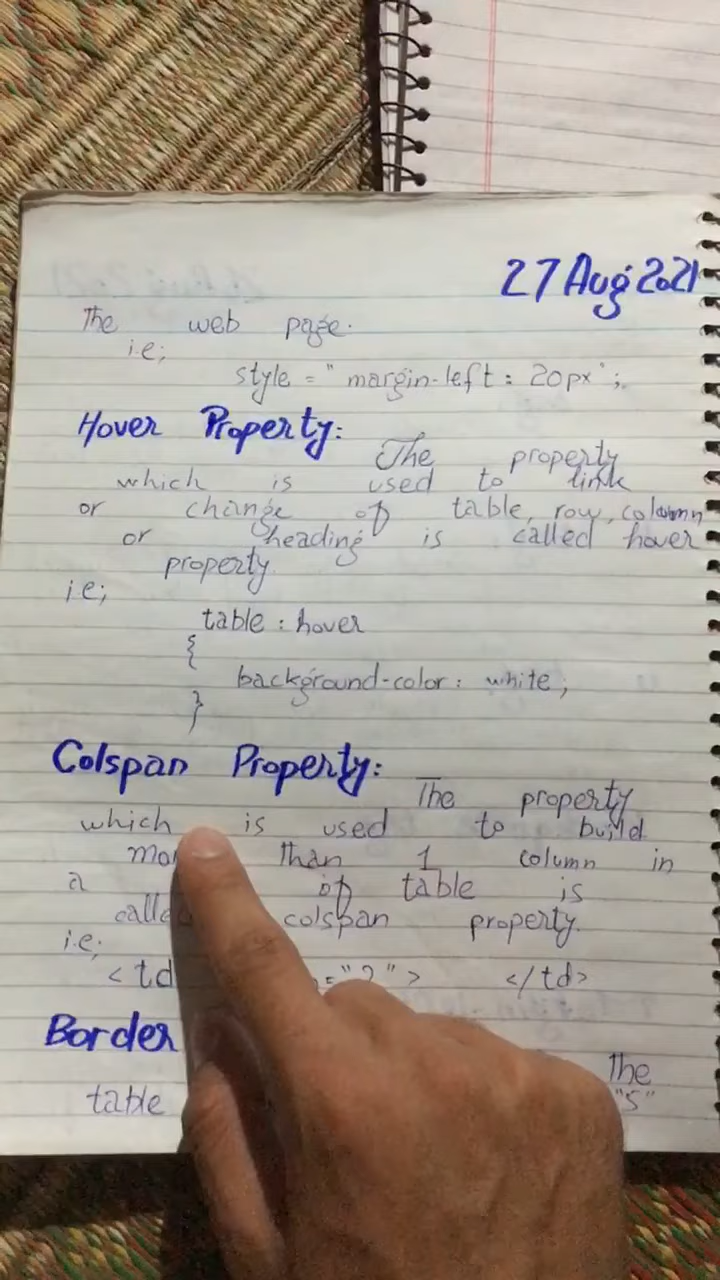 27 Aug 2021
The web page.
i.e;
style = " margin-left : 20px";
Hover Property:
The property
which is used to link
or change of table, row, column
or heading is called hover
property
i.e;
table : hover
{
background-color : white;
}
Colspan Property:
The property
which is used to build
than 1 column in
a of table is
colspan property.
i.e;
<td ="2"> </td>
Border
The
table "5"